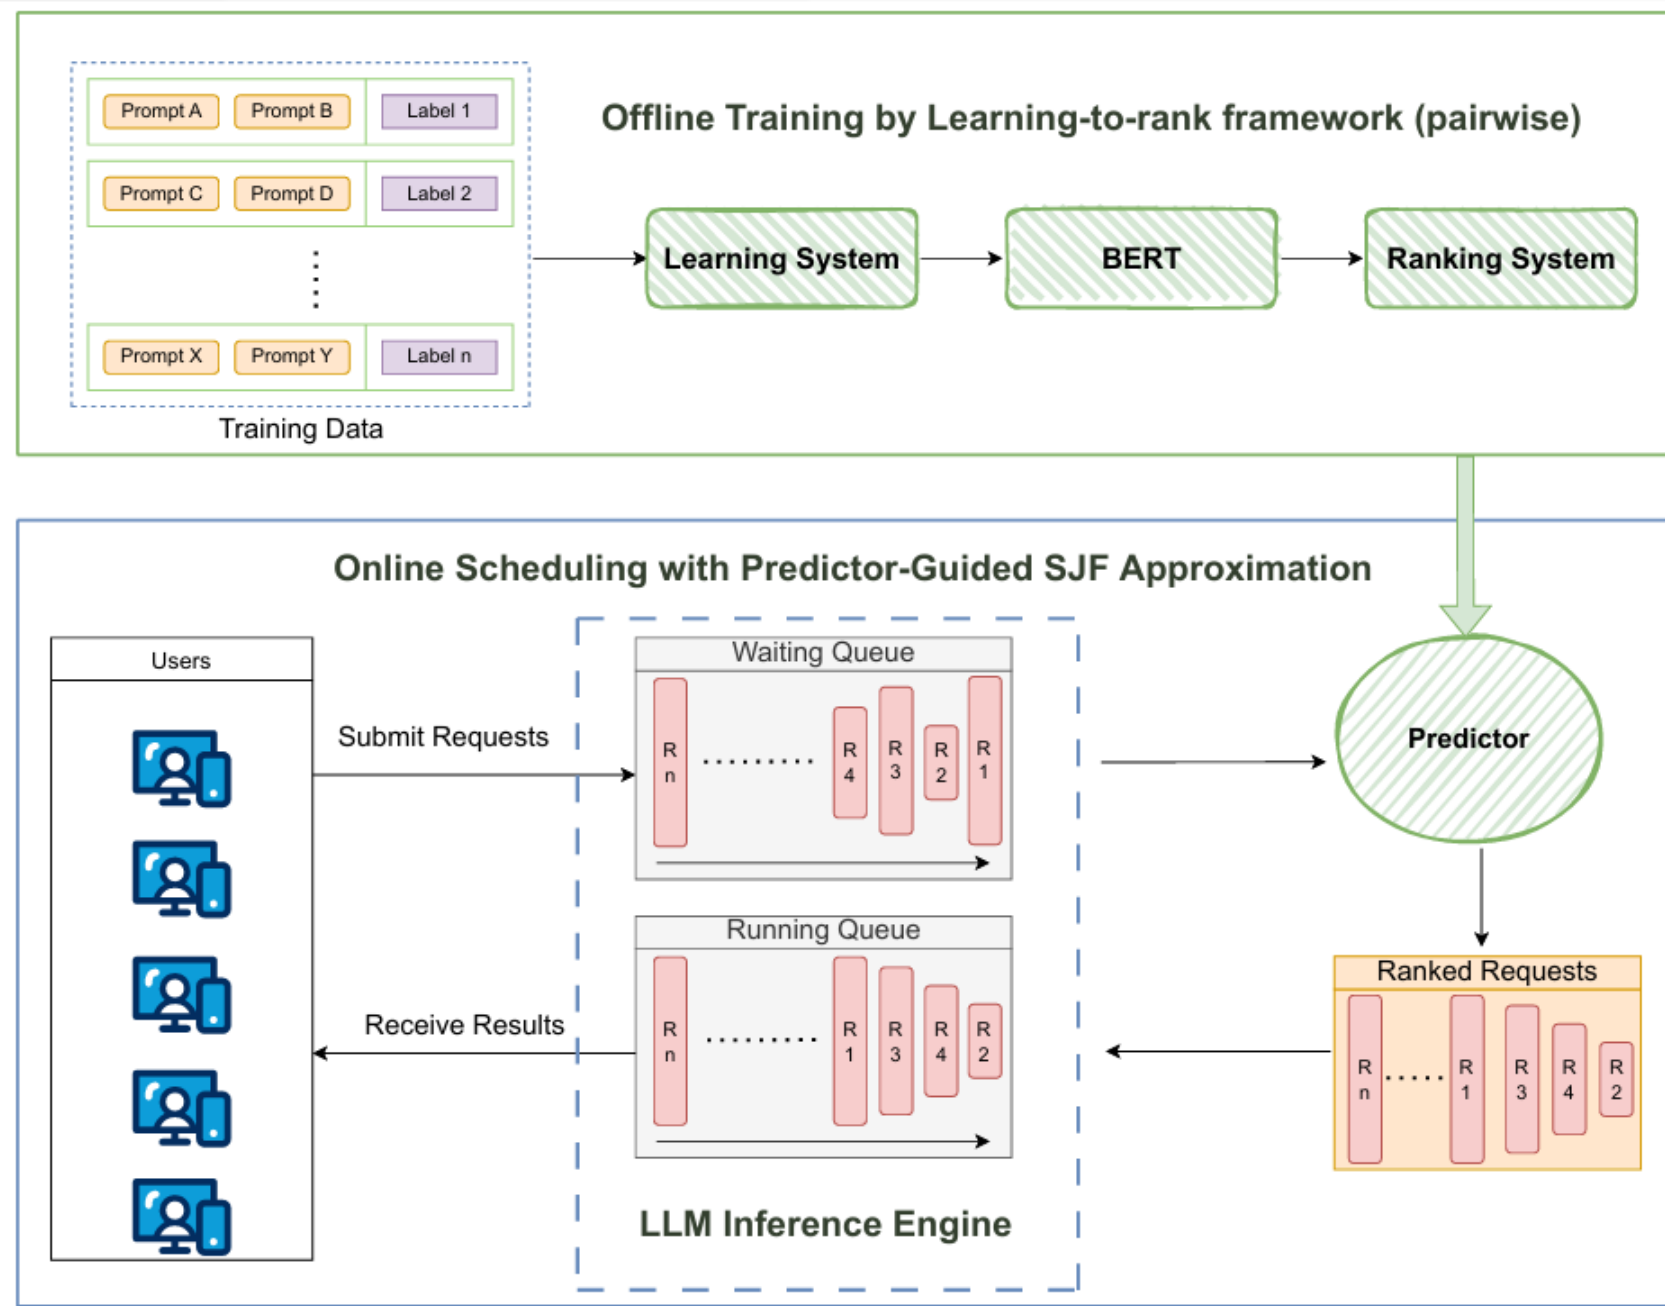 Prompt A Prompt B Label 1
Offline Training by Learning-to-rank framework (pairwise)
Prompt C Prompt D Label 2
Learning System BERT Ranking System
Prompt X Prompt Y Label n
Training Data
Online Scheduling with Predictor-Guided SJF Approximation
Users
Submit Requests
Receive Results
Waiting Queue
R n ......... R 4 R 3 R 2 R 1
Running Queue
R n ......... R 1 R 3 R 4 R 2
LLM Inference Engine
Predictor
Ranked Requests
R n ..... R 1 R 3 R 4 R 2